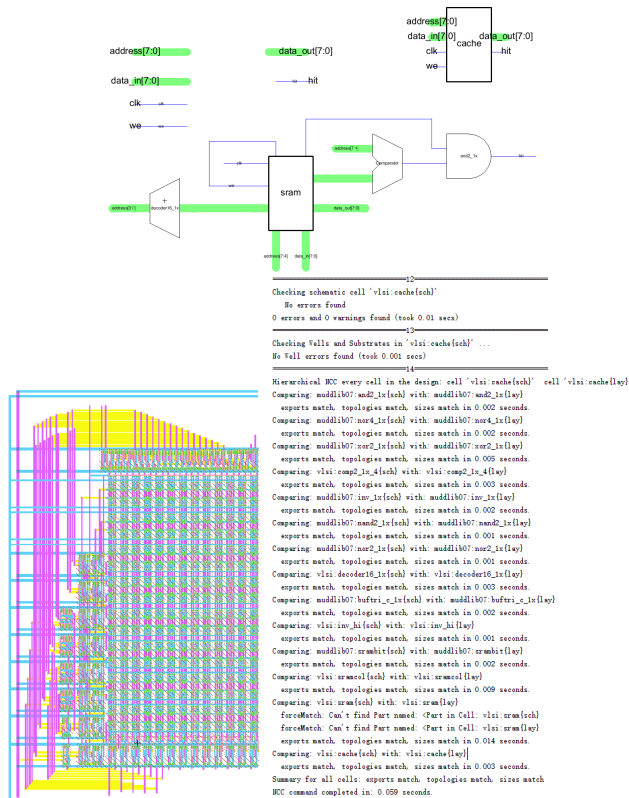 address[7:0]
data_in[7:0]
clk
we
cache
data_out[7:0]
hit
address[7:0]
data_out[7:0]
data_in[7:0]
hit
clk clk
we we
address[7:4]
Comparator
and2_1x
hit
clk
we
sram
decoder16_1x
data_out[7:0]
address[7:4] data_in[7:0]
12
Checking schematic cell 'vlsi:cache{sch}'
No errors found
0 errors and 0 warnings found (took 0.01 secs)
13
Checking Wells and Substrates in 'vlsi:cache{sch}' ...
No Well errors found (took 0.001 secs)
14
Hierarchical NCC every cell in the design: cell 'vlsi:cache{sch}' cell 'vlsi:cache{lay}
Comparing: muddlib07:and2_1x{sch} with: muddlib07:and2_1x{lay}
exports match, topologies match, sizes match in 0.002 seconds.
Comparing: muddlib07:nor4_1x{sch} with: muddlib07:nor4_1x{lay}
exports match, topologies match, sizes match in 0.002 seconds.
Comparing: muddlib07:xor2_1x{sch} with: muddlib07:xor2_1x{lay}
exports match, topologies match, sizes match in 0.005 seconds.
Comparing: vlsi:comp2_1x_4{sch} with: vlsi:comp2_1x_4{lay}
exports match, topologies match, sizes match in 0.003 seconds.
Comparing: muddlib07:inv_1x{sch} with: muddlib07:inv_1x{lay}
exports match, topologies match, sizes match in 0.002 seconds.
Comparing: muddlib07:nand2_1x{sch} with: muddlib07:nand2_1x{lay}
exports match, topologies match, sizes match in 0.001 seconds.
Comparing: muddlib07:nor2_1x{sch} with: muddlib07:nor2_1x{lay}
exports match, topologies match, sizes match in 0.001 seconds.
Comparing: vlsi:decoder16_1x{sch} with: vlsi:decoder16_1x{lay}
exports match, topologies match, sizes match in 0.003 seconds.
Comparing: muddlib07:buftri_c_1x{sch} with: muddlib07:buftri_c_1x{lay}
exports match, topologies match, sizes match in 0.002 seconds.
Comparing: vlsi:inv_hi{sch} with: vlsi:inv_hi{lay}
exports match, topologies match, sizes match in 0.001 seconds.
Comparing: muddlib07:srambit{sch} with: muddlib07:srambit{lay}
exports match, topologies match, sizes match in 0.002 seconds.
Comparing: vlsi:sramcol{sch} with: vlsi:sramcol{lay}
exports match, topologies match, sizes match in 0.009 seconds.
Comparing: vlsi:sram{sch} with: vlsi:sram{lay}
forceMatch: Can't find Part named: <Part in Cell: vlsi:sram{sch}
forceMatch: Can't find Part named: <Part in Cell: vlsi:sram{lay}
exports match, topologies match, sizes match in 0.014 seconds.
Comparing: vlsi:cache{sch} with: vlsi:cache{lay}
exports match, topologies match, sizes match in 0.003 seconds.
Summary for all cells: exports match, topologies match, sizes match
NCC command completed in: 0.059 seconds.